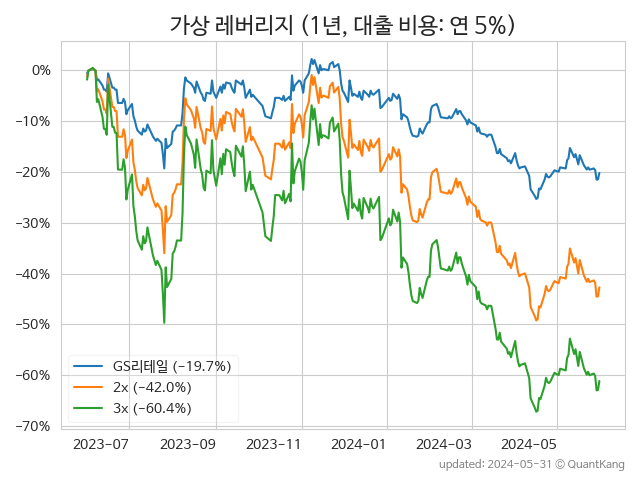 가상 레버리지 (1년, 대출 비용: 연 5%)
0%
−10%
−20%
−30%
−40%
−50%
−60%
−70%
GS리테일 (−19.7%)
2x (−42.0%)
3x (−60.4%)
2023-07 2023-09 2023-11 2024-01 2024-03 2024-05
updated: 2024-05-31 © QuantKang